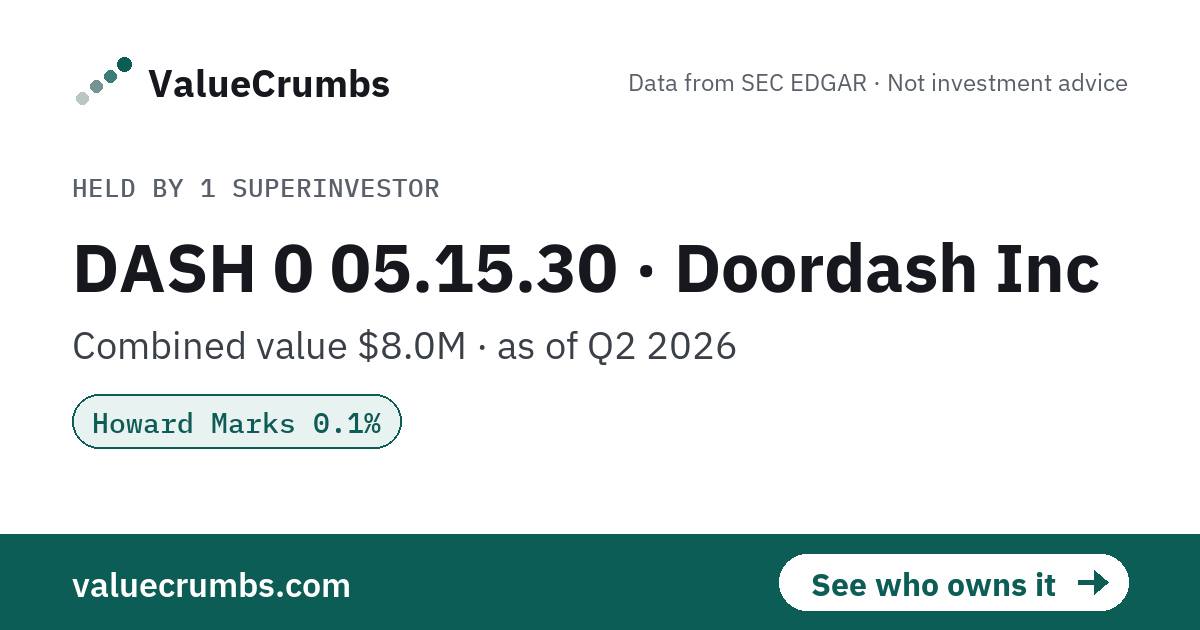 ValueCrumbs
Data from SEC EDGAR · Not investment advice
HELD BY 1 SUPERINVESTOR
DASH 0 05.15.30 · Doordash Inc
Combined value $8.0M · as of Q2 2026
Howard Marks 0.1%
valuecrumbs.com
See who owns it →